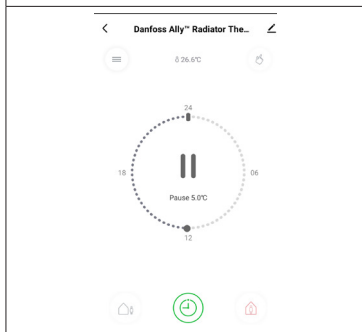 Danfoss Ally™ Radiator The...
26.6℃
24
18
06
Pause 5.0℃
12